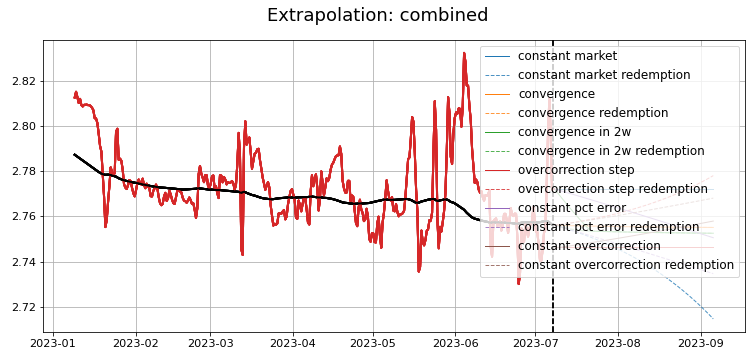 Extrapolation: combined
2.82
2.80
2.78
2.76
2.74
2.72
constant market
constant market redemption
convergence
convergence redemption
convergence in 2w
convergence in 2w redemption
overcorrection step
overcorrection step redemption
constant pct error
constant pct error redemption
constant overcorrection
constant overcorrection redemption
2023-01 2023-02 2023-03 2023-04 2023-05 2023-06 2023-07 2023-08 2023-09